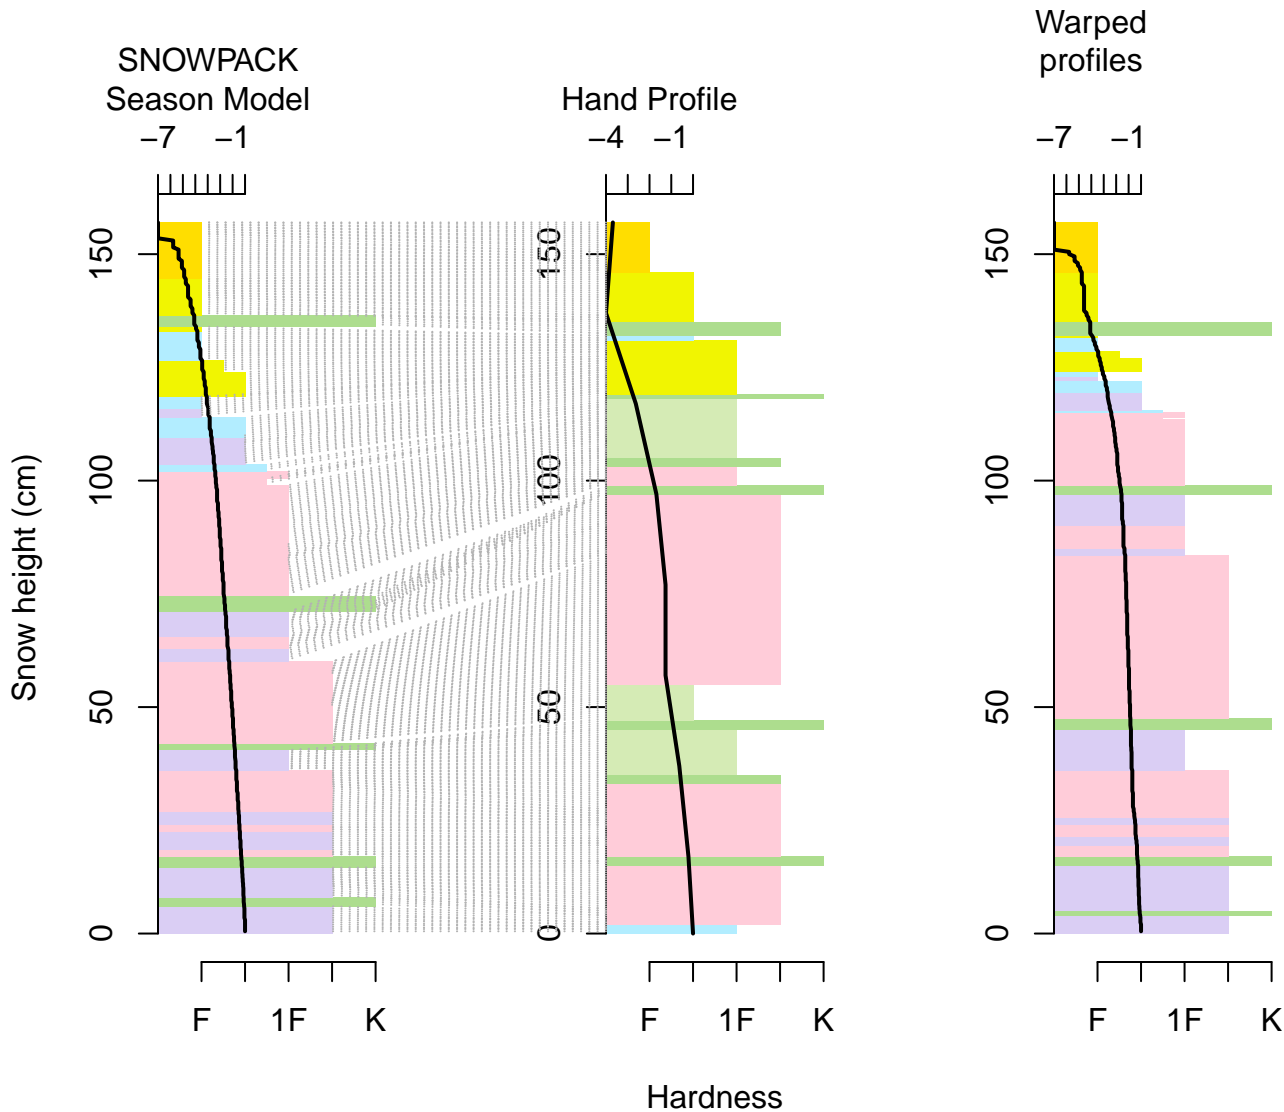 Warped
profiles
SNOWPACK
Season Model
Hand Profile
−7 −1
−4 −1
−7 −1
150
100
50
0
150
100
50
0
150
100
50
0
Snow height (cm)
F 1F K
F 1F K
F 1F K
Hardness